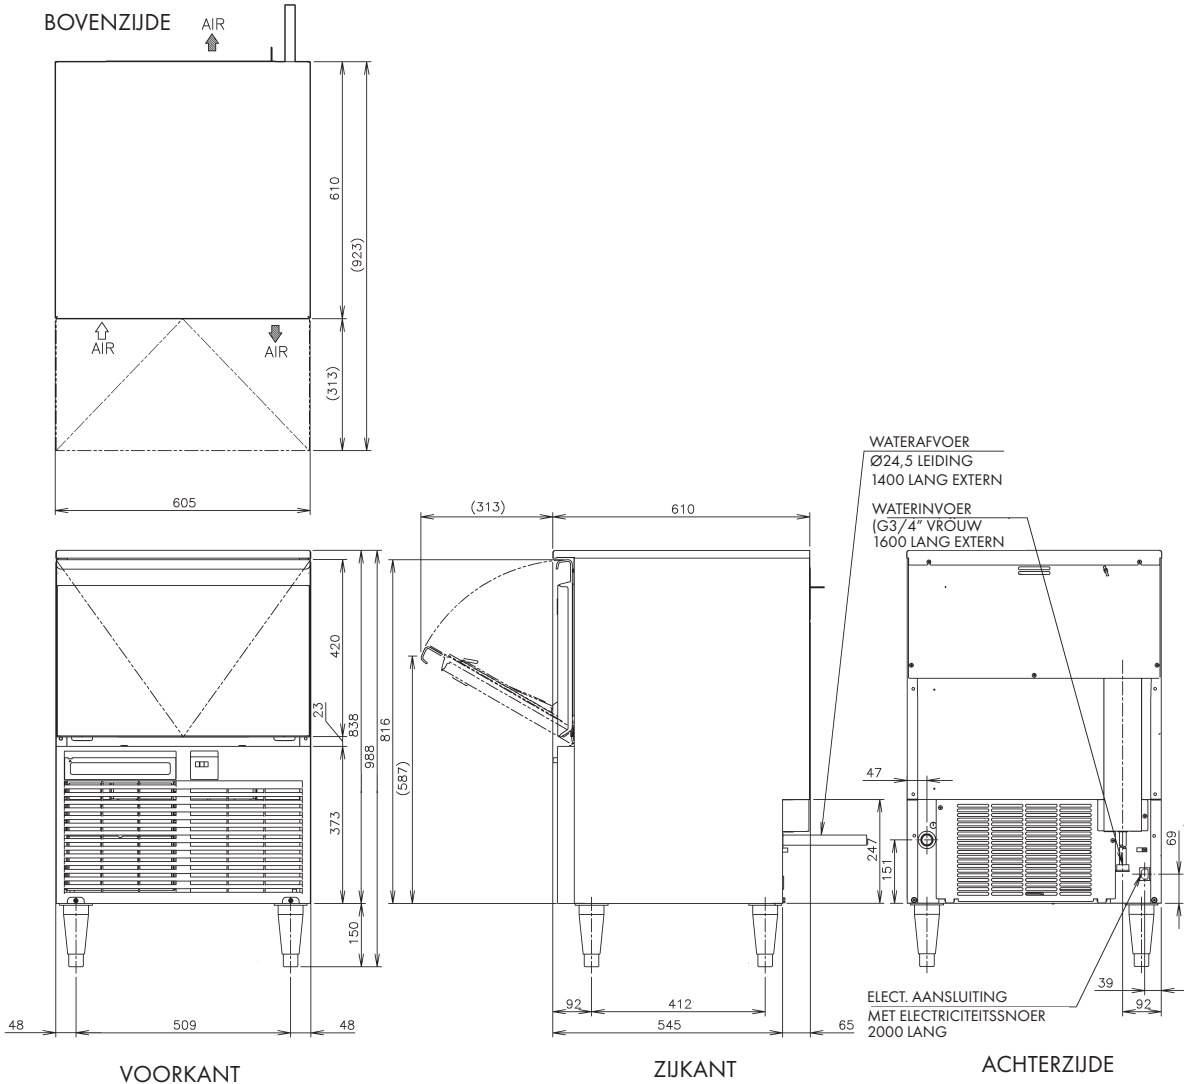 BOVENZIJDE
AIR
610
(923)
AIR
AIR
(313)
605
WATERAFVOER
Ø24,5 LEIDING
1400 LANG EXTERN
(313)
610
WATERINVOER
(G3/4" VROUW
1600 LANG EXTERN
420
23
838
988
816
(587)
373
150
47
247
151
69
48
509
48
92
412
545
65
39
92
ELECT. AANSLUITING
MET ELECTRICITEITSSNOER
2000 LANG
VOORKANT
ZIJKANT
ACHTERZIJDE